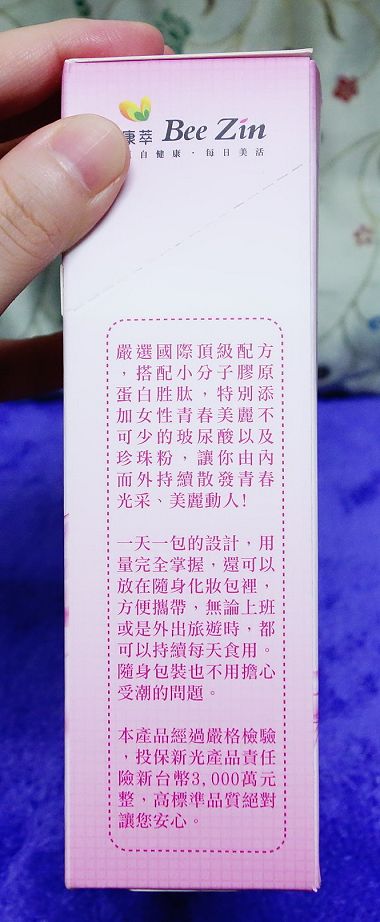 康萃 Bee Zin
自健康・每日美活
嚴選國際頂級配方
，搭配小分子膠原
蛋白胜肽，特別添
加女性青春美麗不
可少的玻尿酸以及
珍珠粉，讓你由內
而外持續散發青春
光采、美麗動人!
一天一包的設計，用
量完全掌握，還可以
放在隨身化妝包裡，
方便攜帶，無論上班
或是外出旅遊時，都
可以持續每天食用。
隨身包裝也不用擔心
受潮的問題。
本產品經過嚴格檢驗
，投保新光產品責任
險新台幣3,000萬元
整，高標準品質絕對
讓您安心。